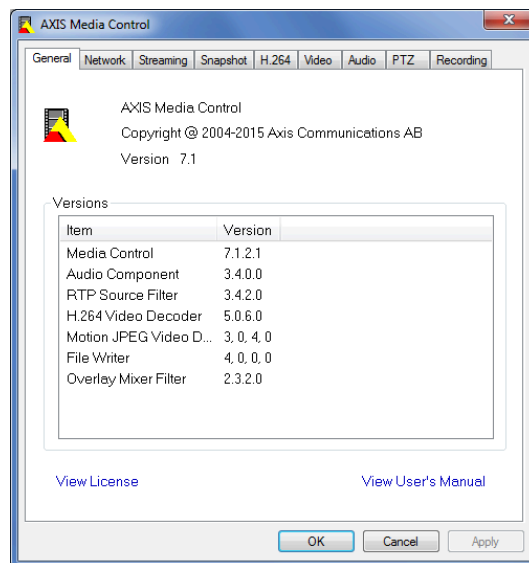 AXIS Media Control
General Network Streaming Snapshot H.264 Video Audio PTZ Recording
AXIS Media Control
Copyright @ 2004-2015 Axis Communications AB
Version 7.1
Versions
Item Version
Media Control 7.1.2.1
Audio Component 3.4.0.0
RTP Source Filter 3.4.2.0
H.264 Video Decoder 5.0.6.0
Motion JPEG Video D... 3, 0, 4, 0
File Writer 4, 0, 0, 0
Overlay Mixer Filter 2.3.2.0
View License View User's Manual
OK Cancel Apply